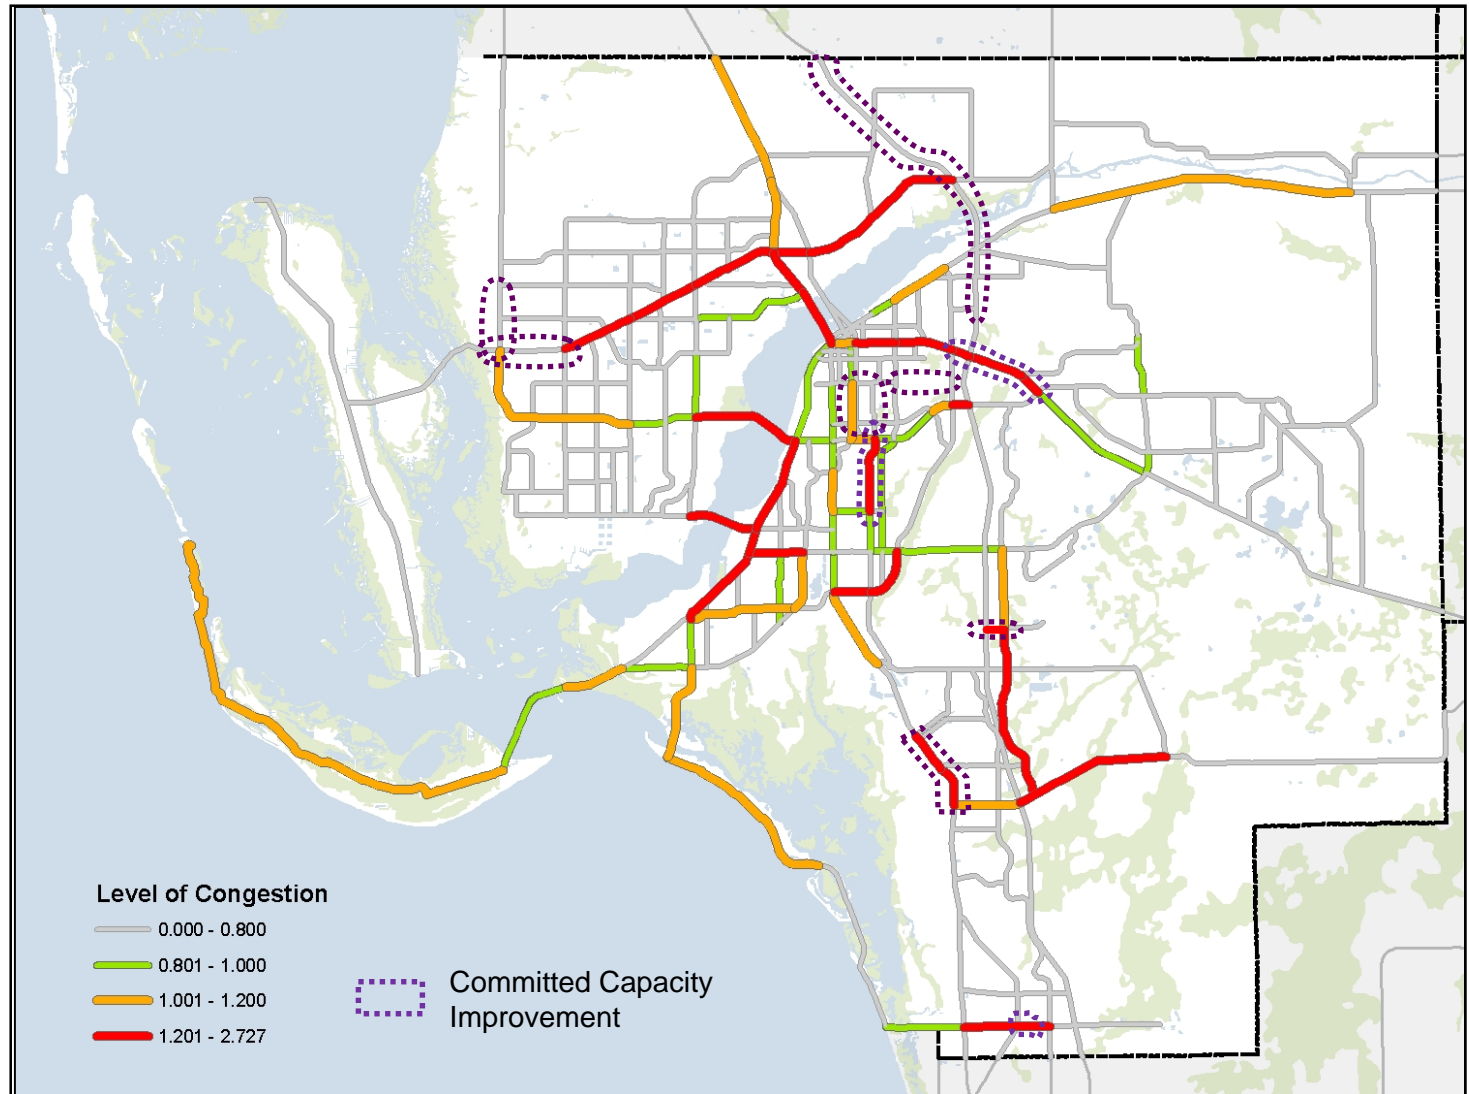 Level of Congestion
0.000 - 0.800
0.801 - 1.000
1.001 - 1.200
1.201 - 2.727
Committed Capacity
Improvement